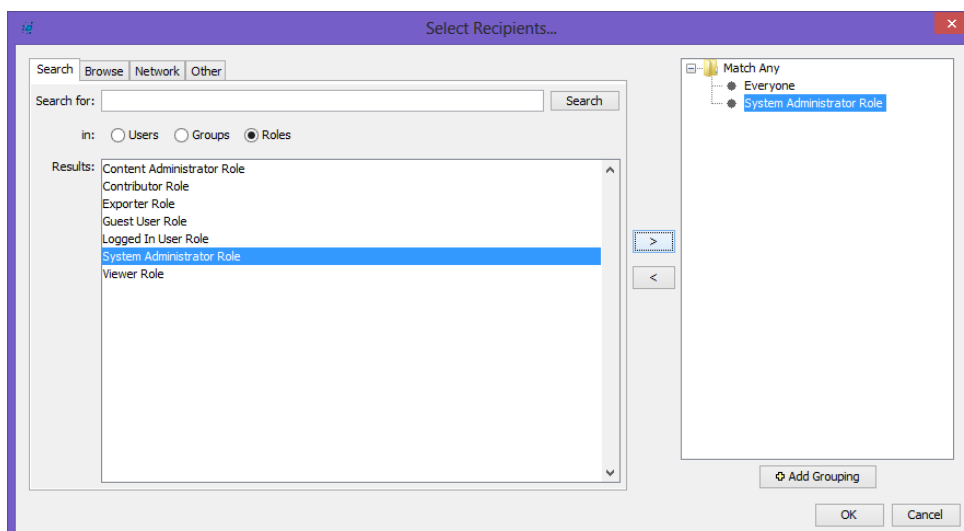 Select Recipients...
Search Browse Network Other
Search for: Search
in: Users Groups Roles
Results:
Content Administrator Role
Contributor Role
Exporter Role
Guest User Role
Logged In User Role
System Administrator Role
Viewer Role
>
<
Match Any
Everyone
System Administrator Role
Add Grouping
OK Cancel